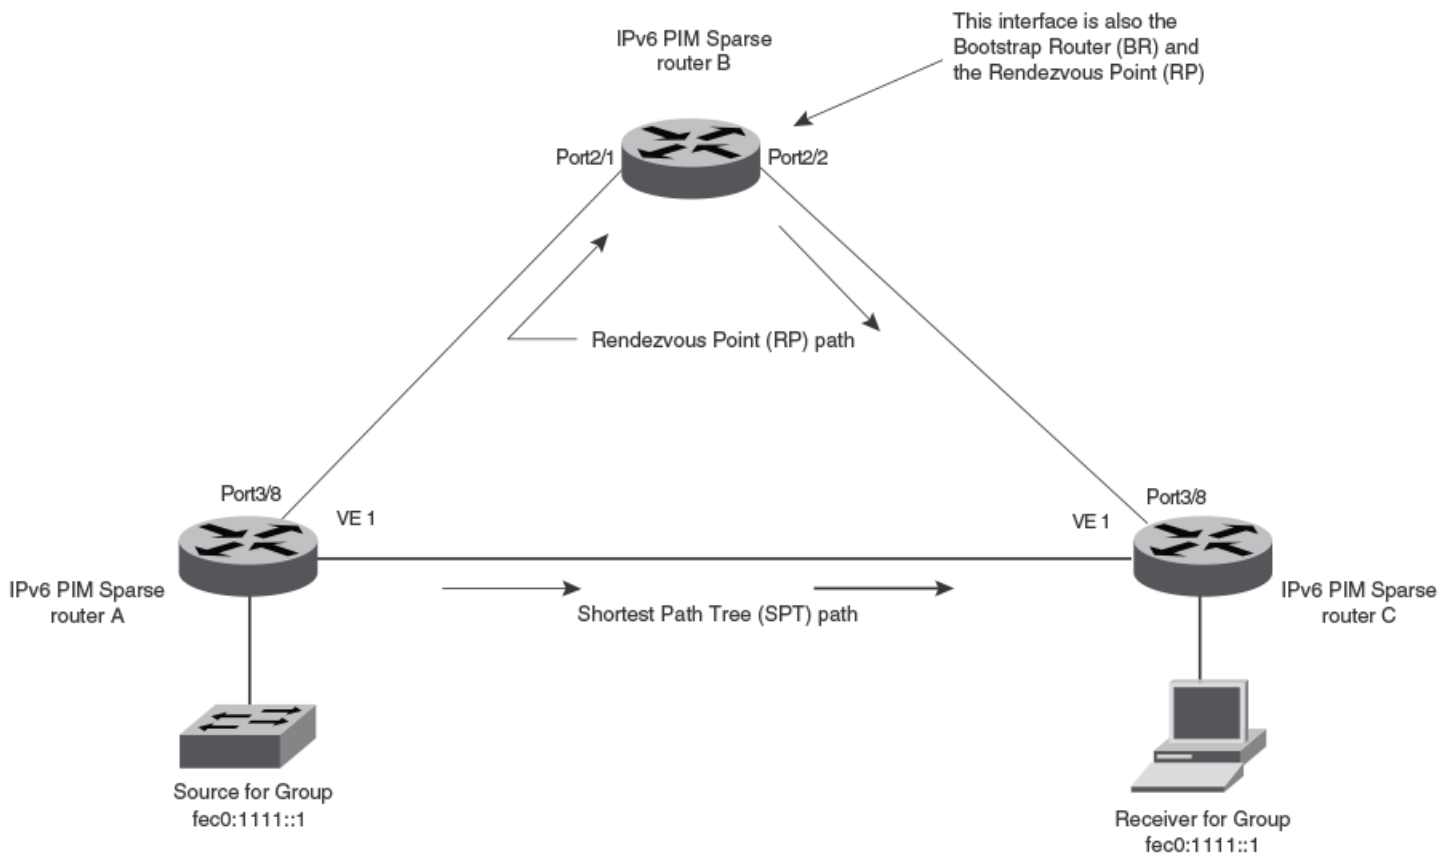 This interface is also the
Bootstrap Router (BR) and
the Rendezvous Point (RP)
IPv6 PIM Sparse
router B
Port2/1
Port2/2
Rendezvous Point (RP) path
Port3/8
VE 1
VE 1
Port3/8
IPv6 PIM Sparse
router A
Shortest Path Tree (SPT) path
IPv6 PIM Sparse
router C
Source for Group
fec0:1111::1
Receiver for Group
fec0:1111::1